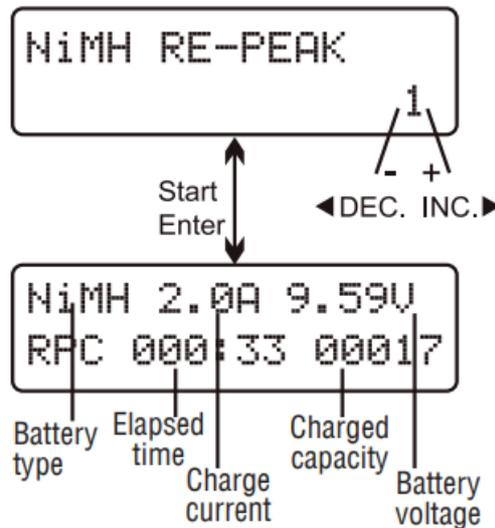 NiMH RE-PEAK
1
- +
◀DEC. INC.▶
Start
Enter
NiMH 2.0A 9.59V
RPC 000:33 00017
Battery
type
Elapsed
time
Charge
current
Charged
capacity
Battery
voltage